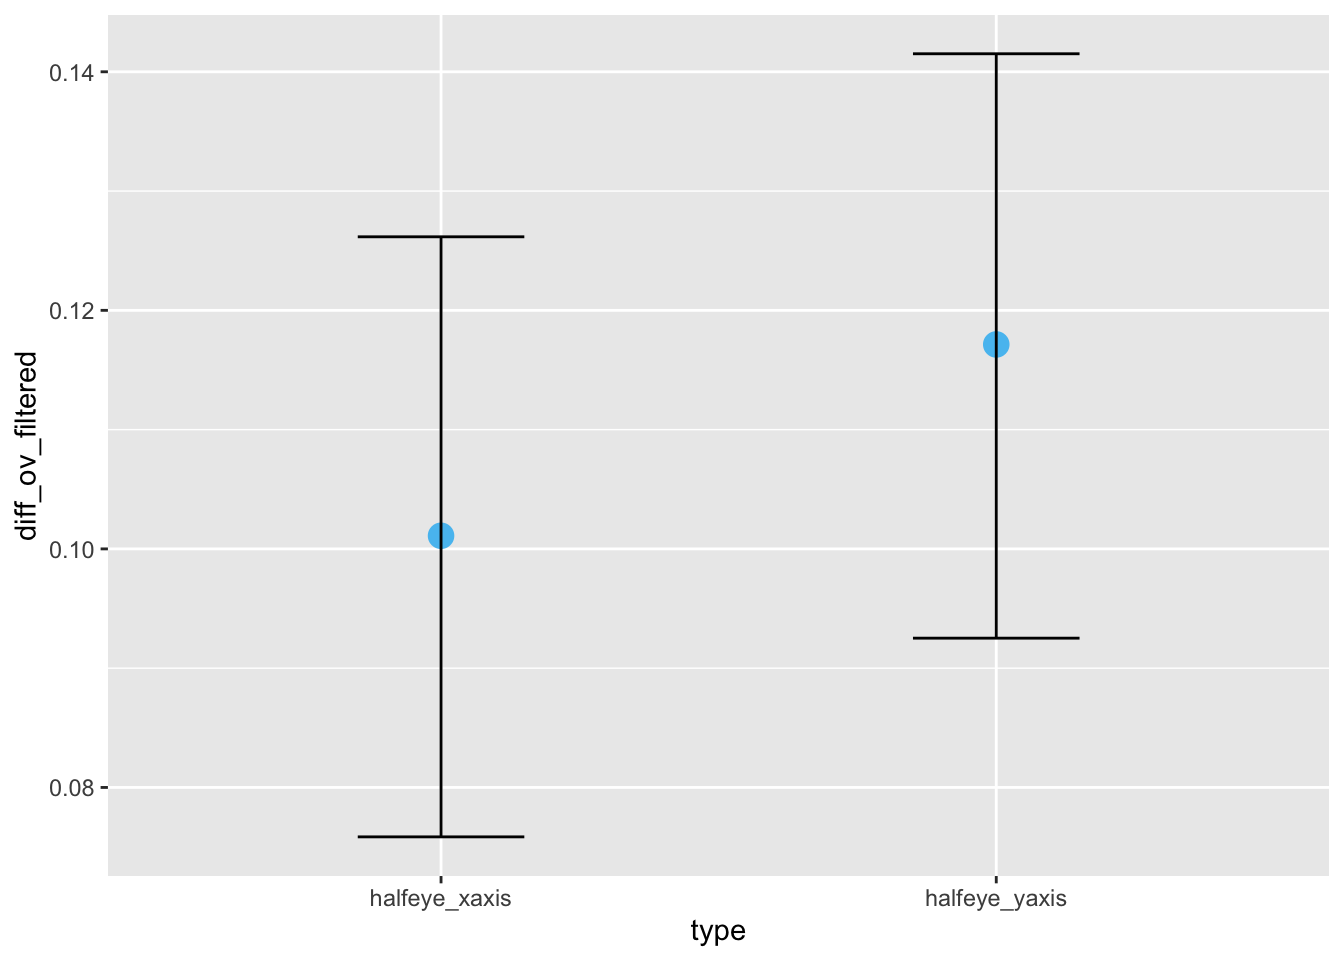 0.14
0.12
0.10
0.08
diff_ov_filtered
halfeye_xaxis
halfeye_yaxis
type